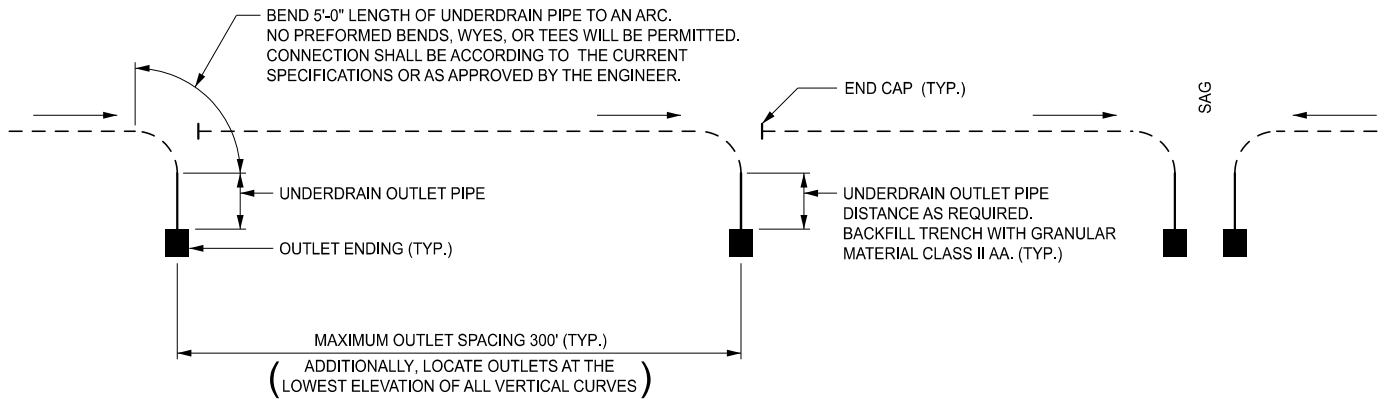 BEND 5'-0" LENGTH OF UNDERDRAIN PIPE TO AN ARC.
NO PREFORMED BENDS, WYES, OR TEES WILL BE PERMITTED.
CONNECTION SHALL BE ACCORDING TO THE CURRENT
SPECIFICATIONS OR AS APPROVED BY THE ENGINEER.
END CAP (TYP.)
SAG
UNDERDRAIN OUTLET PIPE
OUTLET ENDING (TYP.)
UNDERDRAIN OUTLET PIPE
DISTANCE AS REQUIRED.
BACKFILL TRENCH WITH GRANULAR
MATERIAL CLASS II AA. (TYP.)
MAXIMUM OUTLET SPACING 300' (TYP.)
(ADDITIONALLY, LOCATE OUTLETS AT THE
LOWEST ELEVATION OF ALL VERTICAL CURVES)